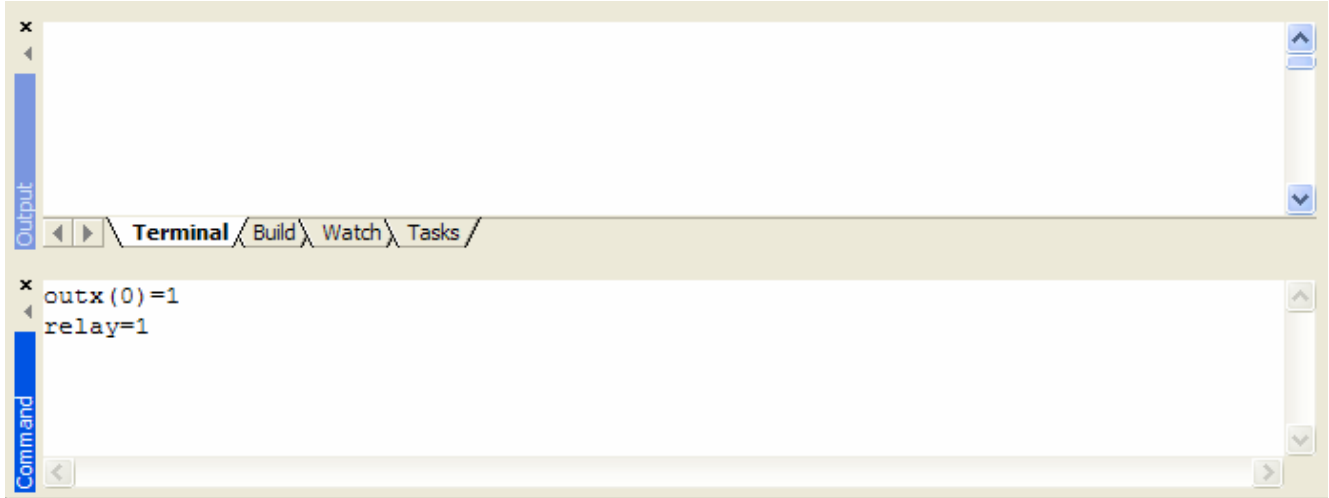 Output
Terminal Build Watch Tasks
outx(0)=1
relay=1
Command